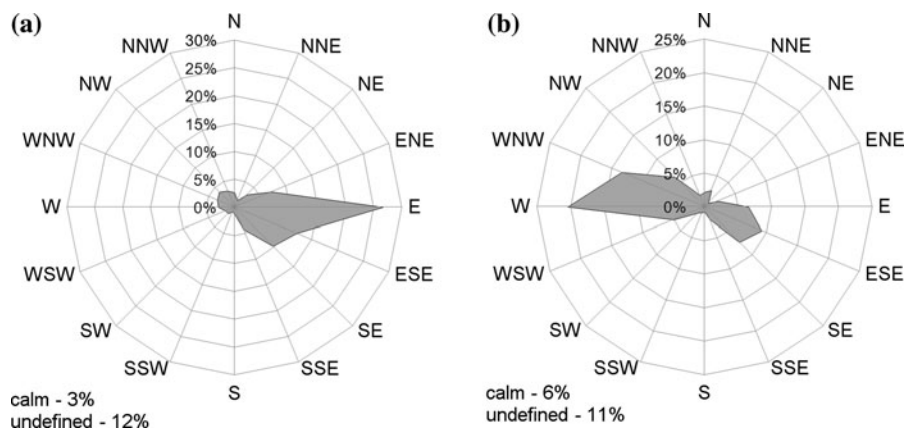 (a)
N
NNE
NE
ENE
E
ESE
SE
SSE
S
SSW
SW
WSW
W
WNW
NW
NNW
30%
25%
20%
15%
10%
5%
0%
calm - 3%
undefined - 12%
(b)
N
NNE
NE
ENE
E
ESE
SE
SSE
S
SSW
SW
WSW
W
WNW
NW
NNW
25%
20%
15%
10%
5%
0%
calm - 6%
undefined - 11%